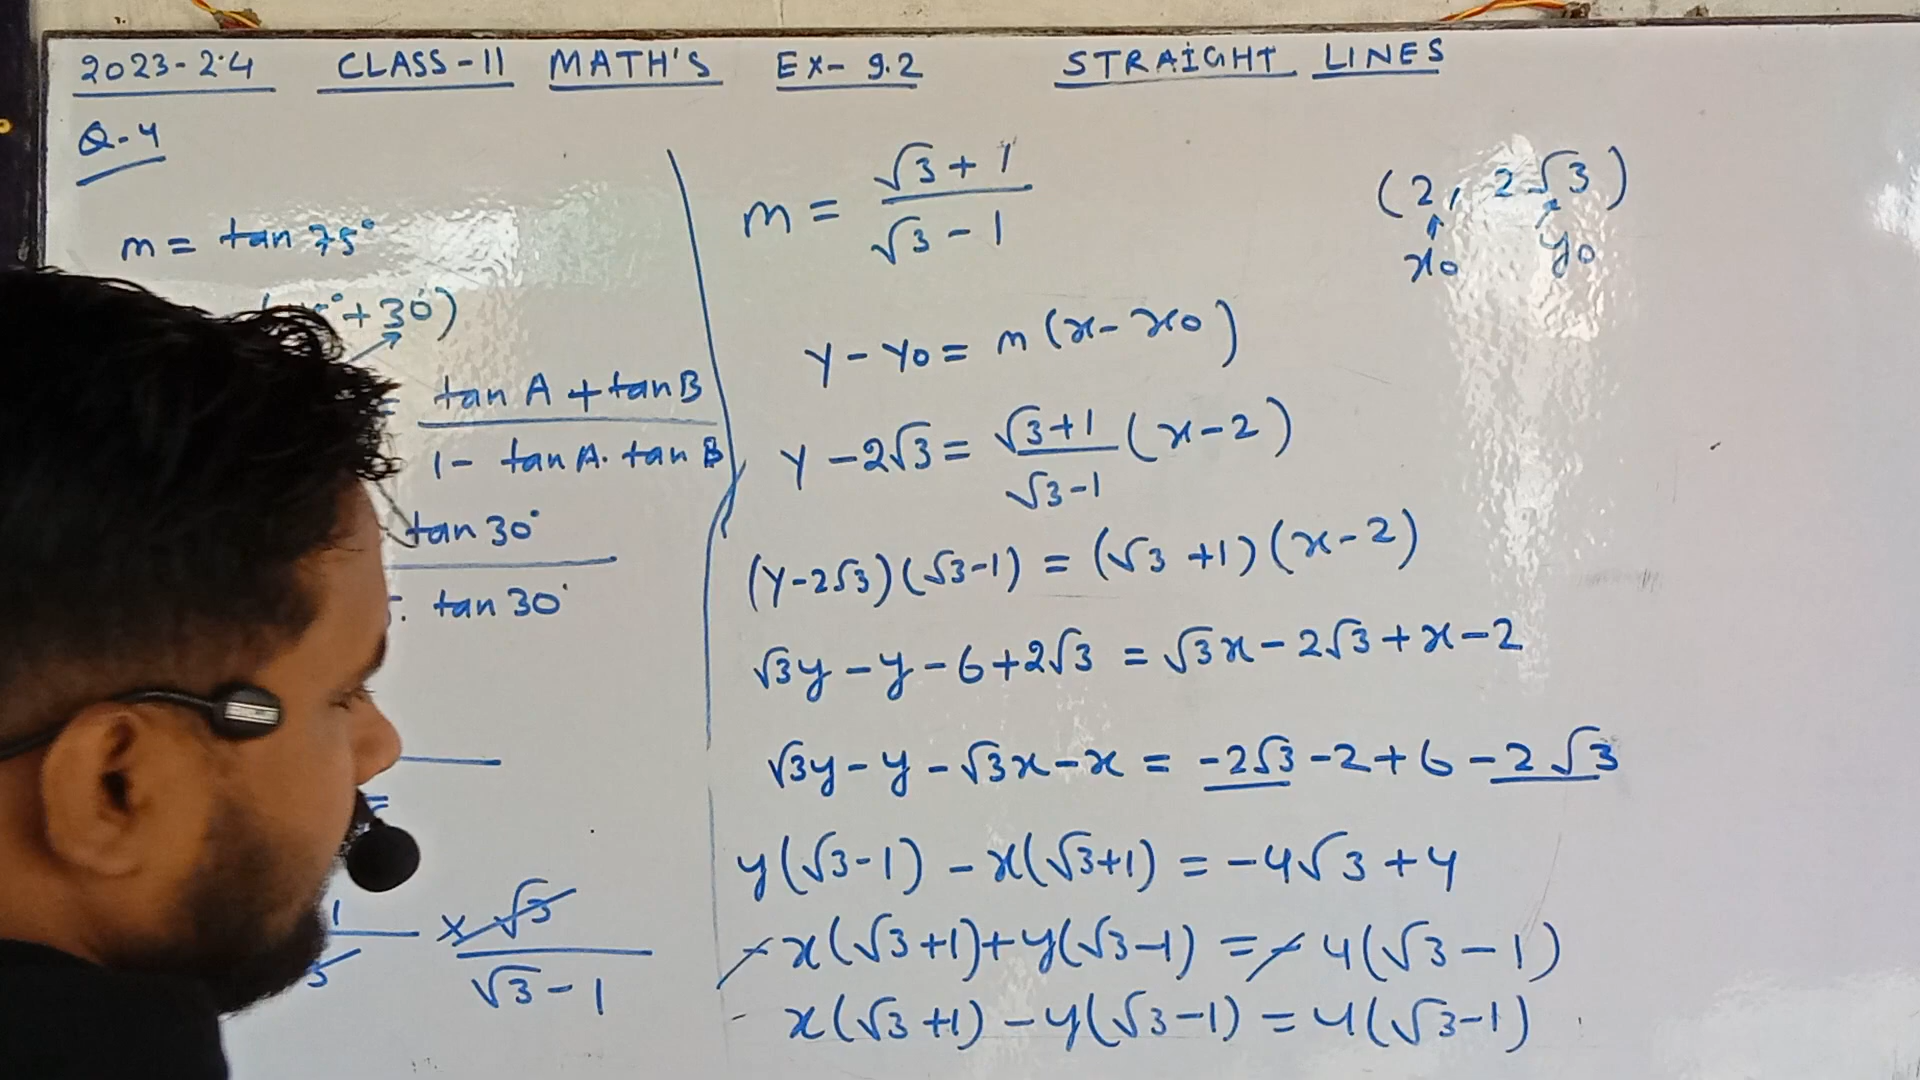 2023-24 CLASS-11 MATH'S EX- 9.2 STRAIGHT LINES
Q-4
m = tan 75°
° + 30°)
= tan A + tan B
1 - tan A. tan B
tan 30°
. tan 30°
=
1 × √3
√3 - 1
m = √3 + 1
√3 - 1
(2, 2√3)
x₀ y₀
y - y₀ = m (x - x₀)
y - 2√3 = √3+1 (x-2)
√3-1
(y-2√3)(√3-1) = (√3 +1)(x-2)
√3y - y - 6 + 2√3 = √3x - 2√3 + x - 2
√3y - y - √3x - x = -2√3 - 2 + 6 - 2√3
y(√3-1) - x(√3+1) = -4√3 + 4
-x(√3+1)+y(√3-1) = -4(√3-1)
x(√3+1) - y(√3-1) = 4(√3-1)